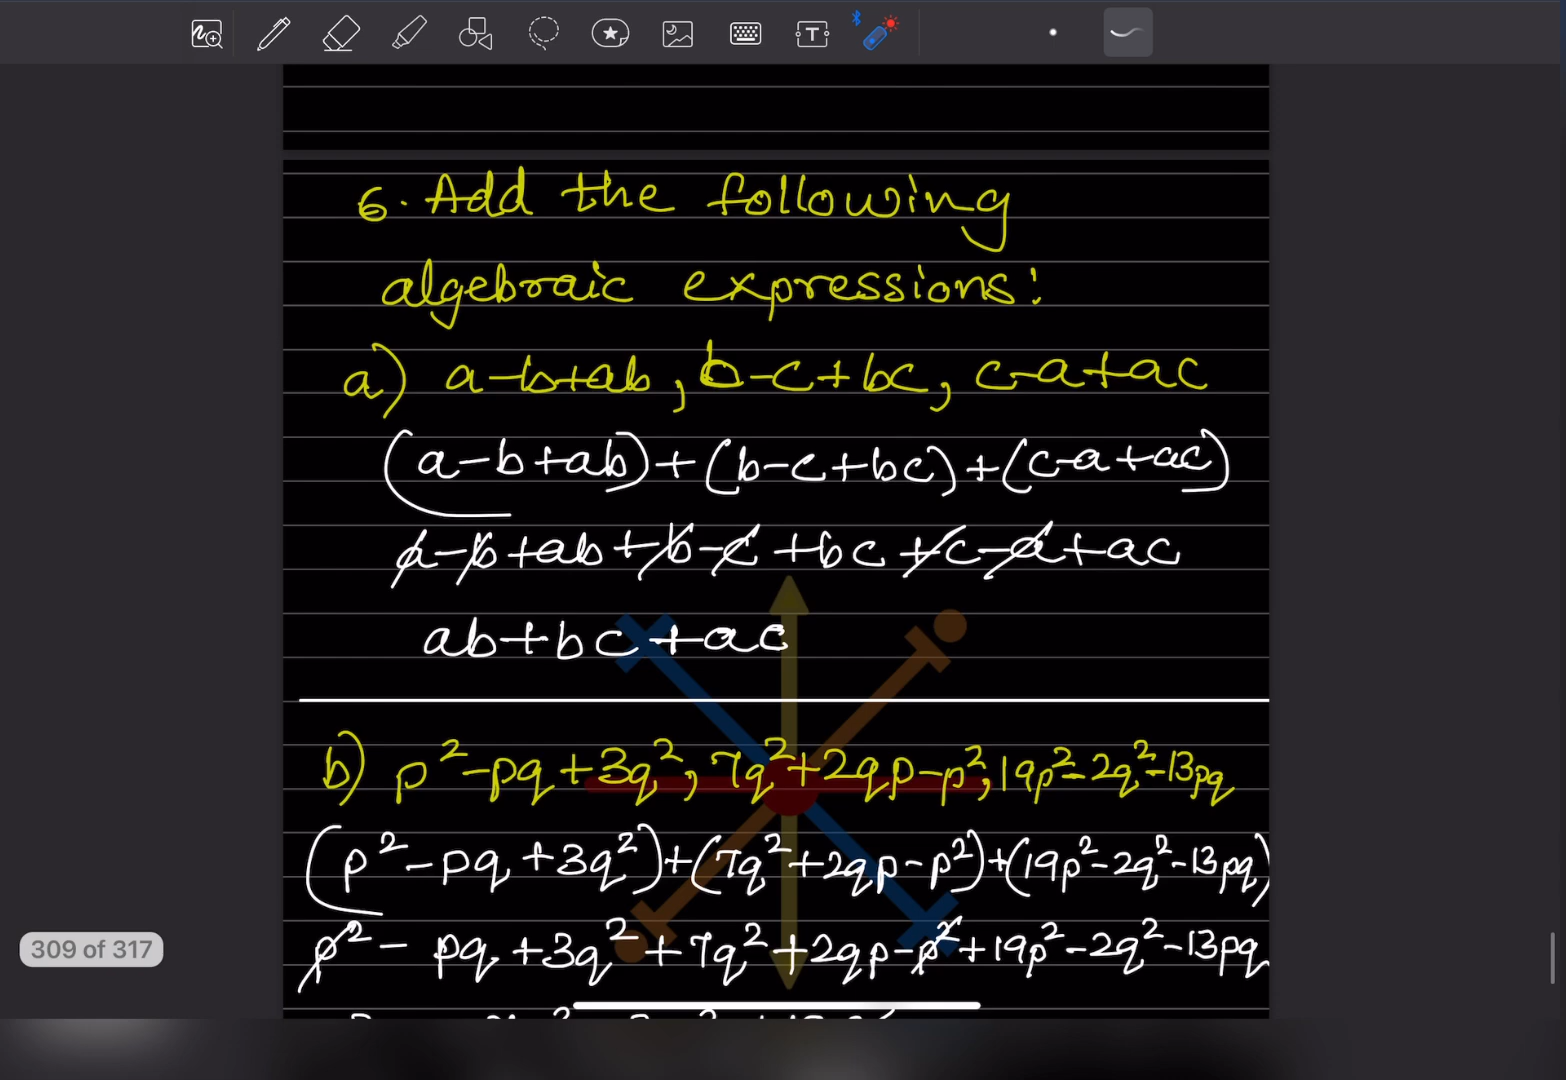 6. Add the following
algebraic expressions:
a) a-b+ab, b-c+bc, c-a+ac
(a-b+ab)+(b-c+bc)+(c-a+ac)
a-b+ab+b-c+bc+c-a+ac
ab+bc+ac
b) p²-pq+3q², 7q²+2qp-p², 19p²-2q²-13pq
(p²-pq+3q²)+(7q²+2qp-p²)+(19p²-2q²-13pq)
p²-pq+3q²+7q²+2qp-p²+19p²-2q²-13pq
309 of 317